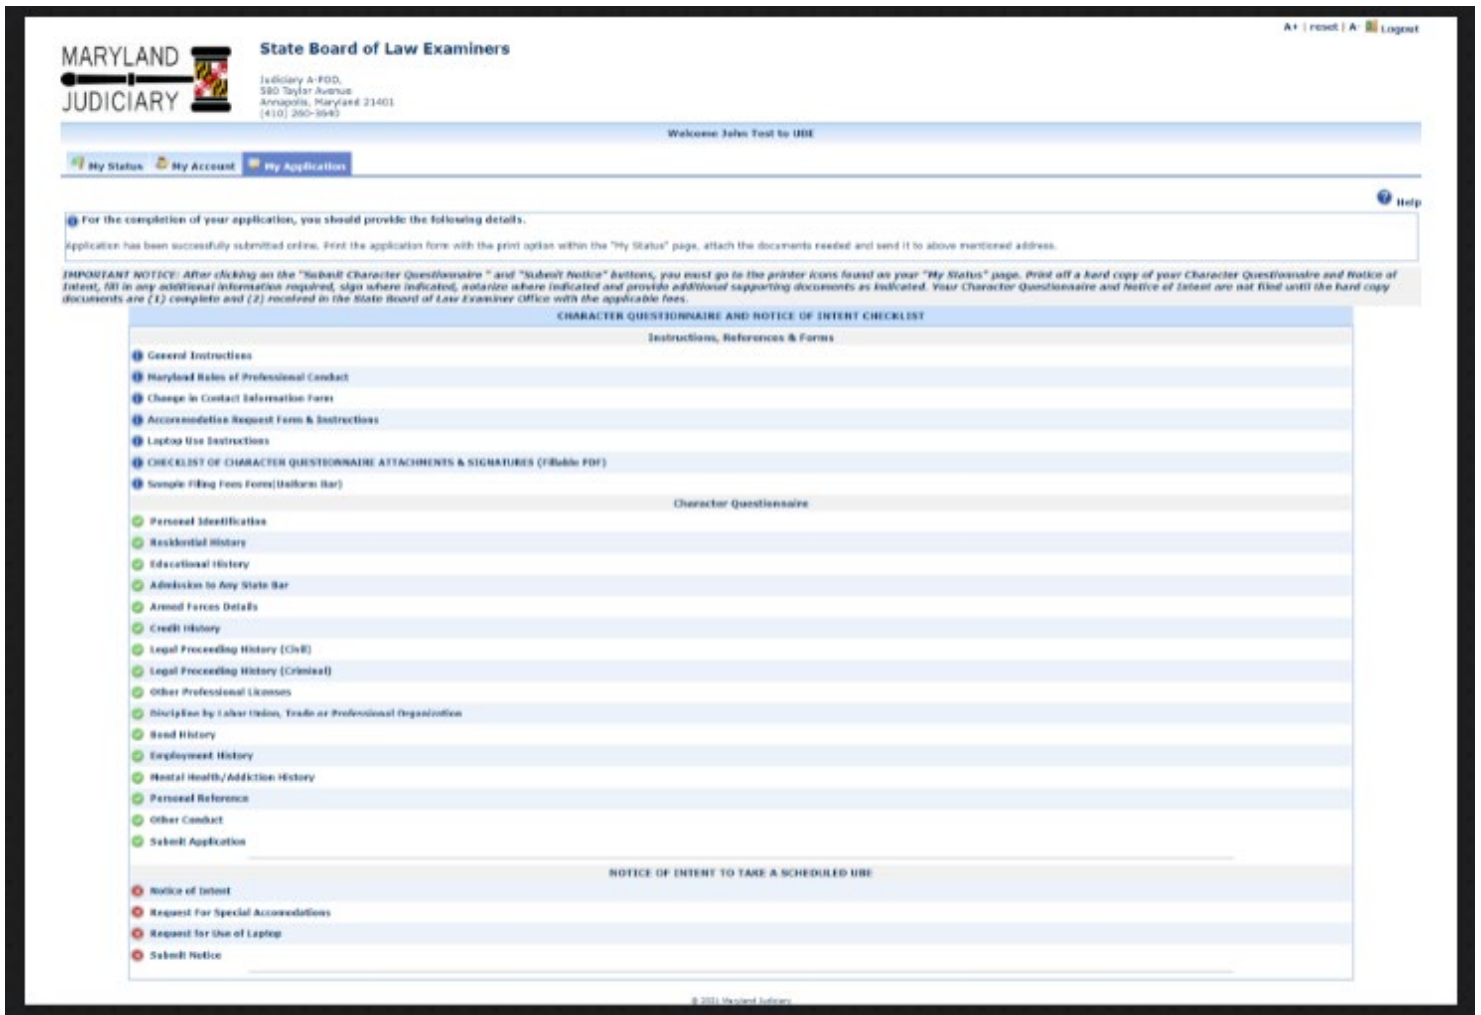 A+ | reset | A- Logout
MARYLAND
JUDICIARY
State Board of Law Examiners
Judiciary A-POD,
580 Taylor Avenue
Annapolis, Maryland 21401
(410) 260-3640
Welcome John Test to UBE
My Status My Account My Application
Help
For the completion of your application, you should provide the following details.
Application has been successfully submitted online. Print the application form with the print option within the "My Status" page, attach the documents needed and send it to above mentioned address.
IMPORTANT NOTICE: After clicking on the "Submit Character Questionnaire " and "Submit Notice" buttons, you must go to the printer icons found on your "My Status" page. Print off a hard copy of your Character Questionnaire and Notice of
Intent, fill in any additional information required, sign where indicated, notarize where indicated and provide additional supporting documents as indicated. Your Character Questionnaire and Notice of Intent are not filed until the hard copy
documents are (1) complete and (2) received in the State Board of Law Examiner Office with the applicable fees.
CHARACTER QUESTIONNAIRE AND NOTICE OF INTENT CHECKLIST
Instructions, References & Forms
General Instructions
Maryland Rules of Professional Conduct
Change in Contact Information Form
Accommodation Request Form & Instructions
Laptop Use Instructions
CHECKLIST OF CHARACTER QUESTIONNAIRE ATTACHMENTS & SIGNATURES (Fillable PDF)
Sample Filing Fees Form(Uniform Bar)
Character Questionnaire
Personal Identification
Residential History
Educational History
Admission to Any State Bar
Armed Forces Details
Credit History
Legal Proceeding History (Civil)
Legal Proceeding History (Criminal)
Other Professional Licenses
Discipline by Labor Union, Trade or Professional Organization
Bond History
Employment History
Mental Health/Addiction History
Personal Reference
Other Conduct
Submit Application
NOTICE OF INTENT TO TAKE A SCHEDULED UBE
Notice of Intent
Request For Special Accomodations
Request for Use of Laptop
Submit Notice
© 2021 Maryland Judiciary